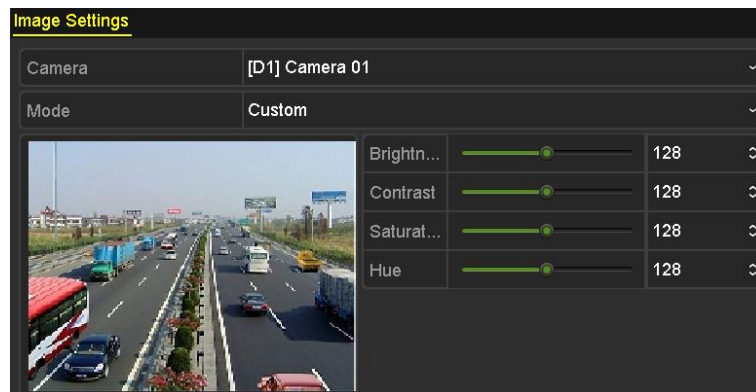 Image Settings
Camera [D1] Camera 01
Mode Custom
Brightn... 128
Contrast 128
Saturat... 128
Hue 128